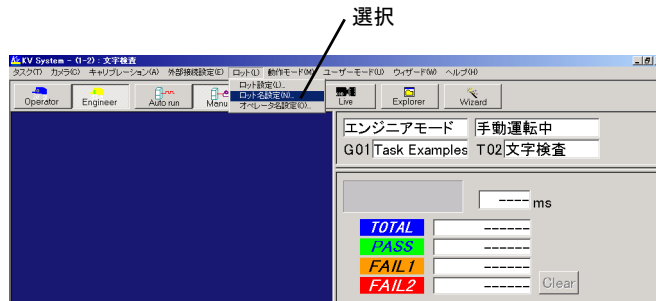 選択
KV System - (1-2) : 文字検査
タスク(T) カメラ(C) キャリブレーション(A) 外部接続設定(E) ロット(L) 動作モード(M) ユーザーモード(U) ウィザード(W) ヘルプ(H)
ロット設定(L)...
ロット名設定(N)...
オペレータ名設定(O)...
Operator Engineer Auto run Manu Live Explorer Wizard
エンジニアモード 手動運転中
G01 Task Examples T02 文字検査
---- ms
TOTAL ------
PASS ------
FAIL1 ------
FAIL2 ------ Clear